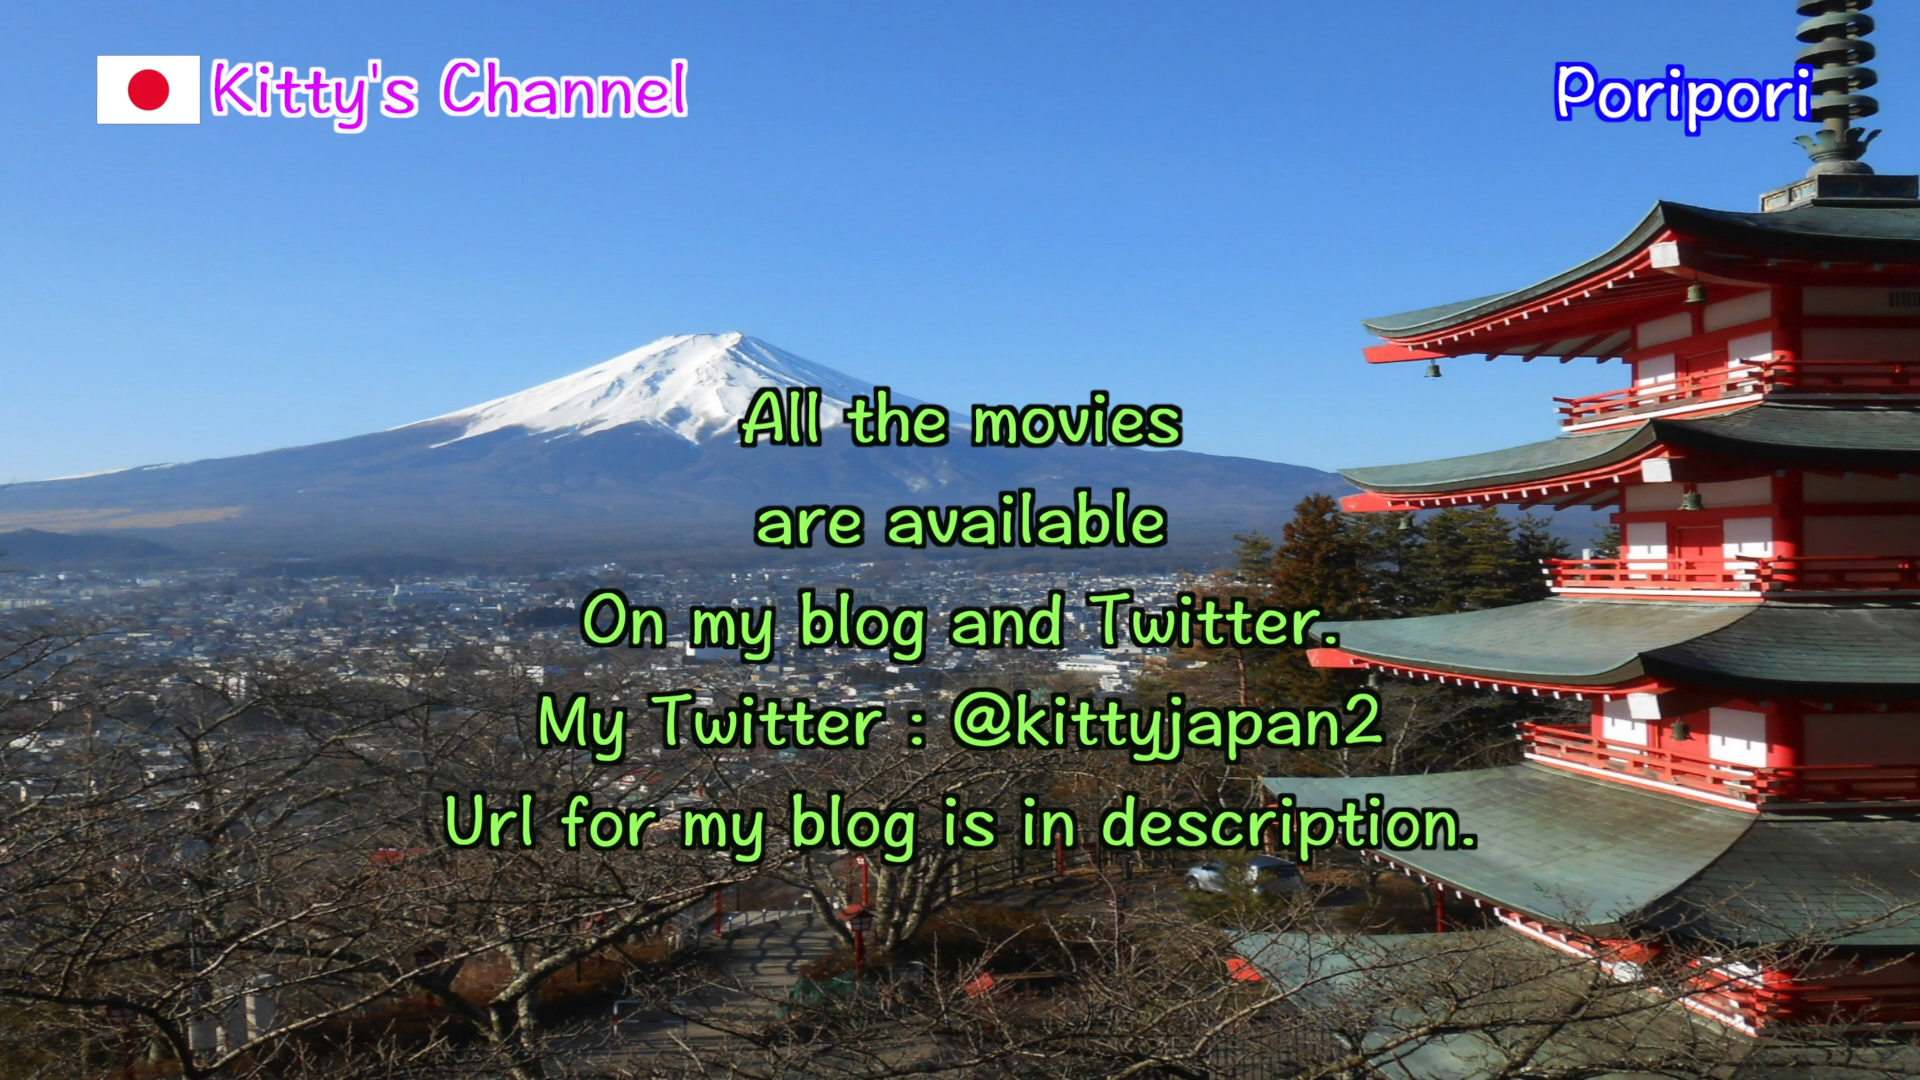 Kitty's Channel
Poripori
All the movies
are available
On my blog and Twitter.
My Twitter : @kittyjapan2
Url for my blog is in description.